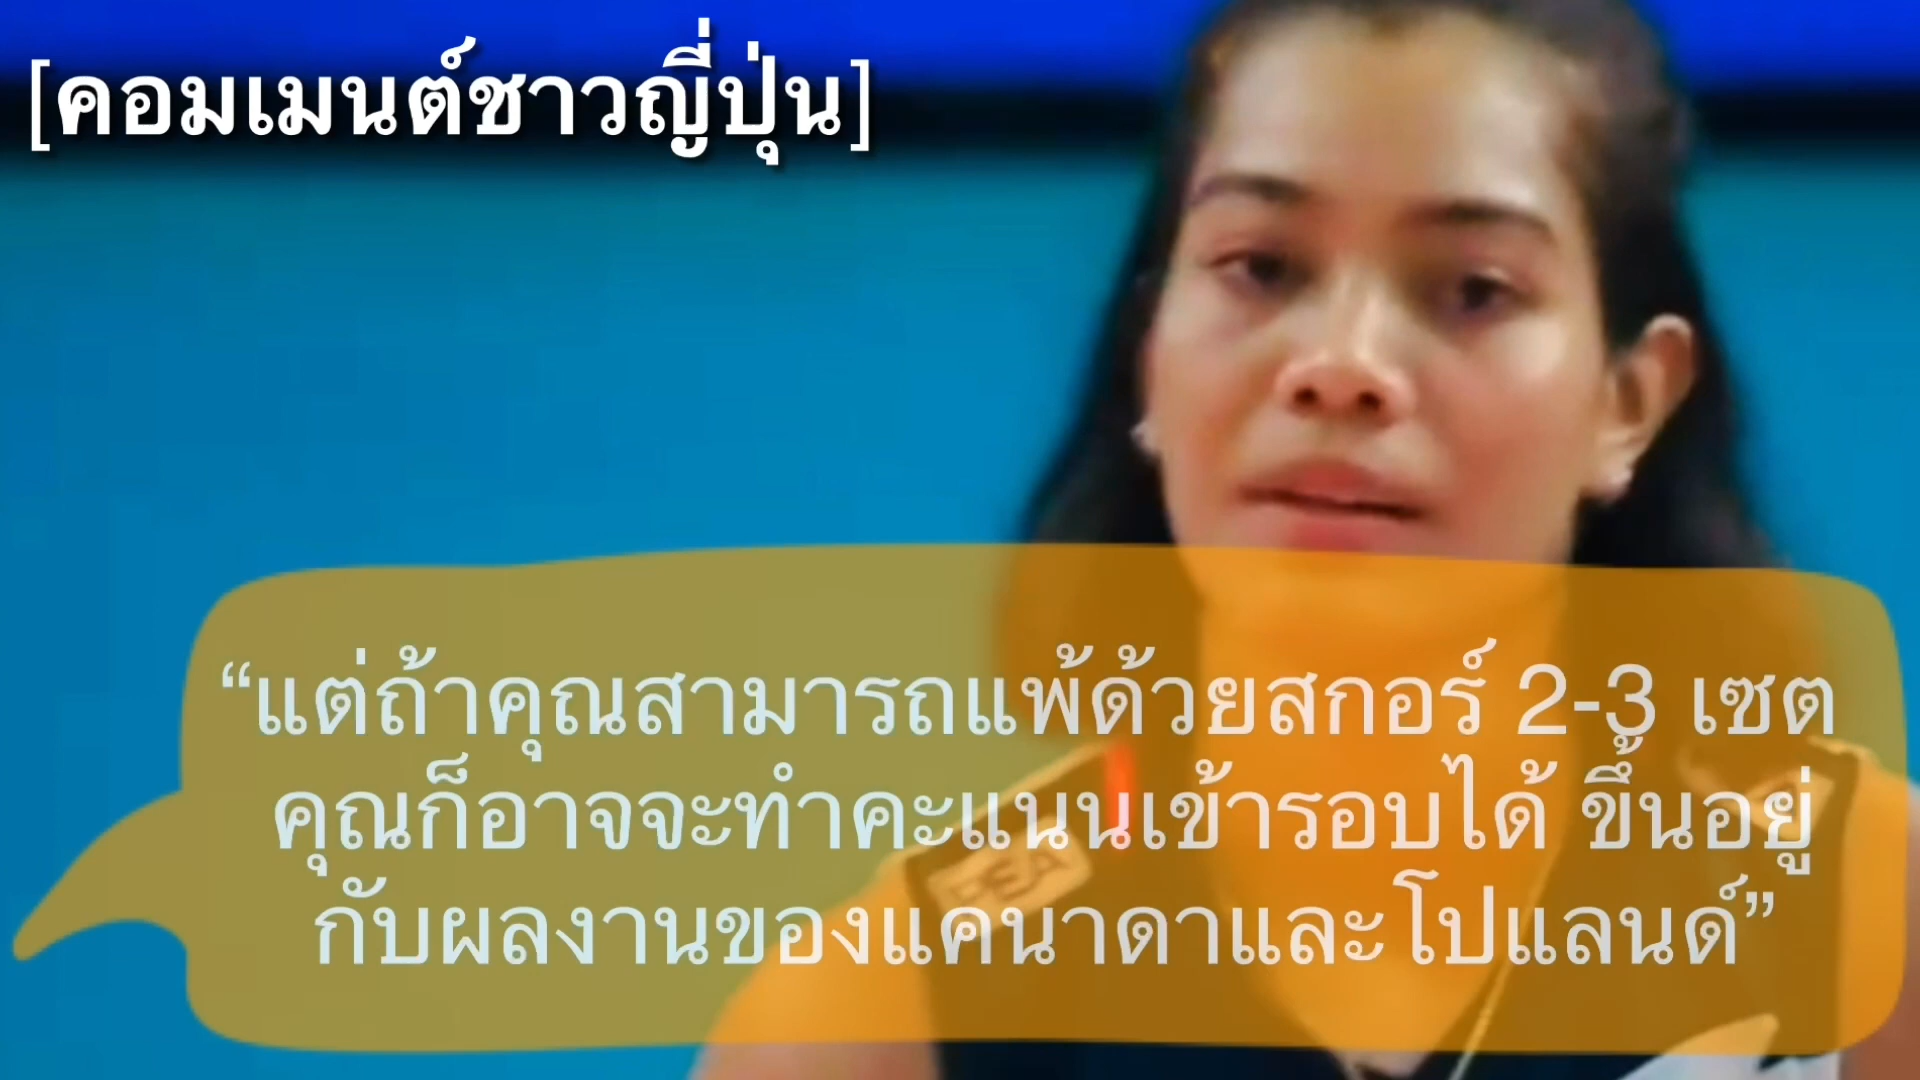 [คอมเมนต์ชาวญี่ปุ่น]
“แต่ถ้าคุณสามารถแพ้ด้วยสกอร์ 2-3 เซต
คุณก็อาจจะทำคะแนนเข้ารอบได้ ขึ้นอยู่
กับผลงานของแคนาดาและโปแลนด์”
PEA